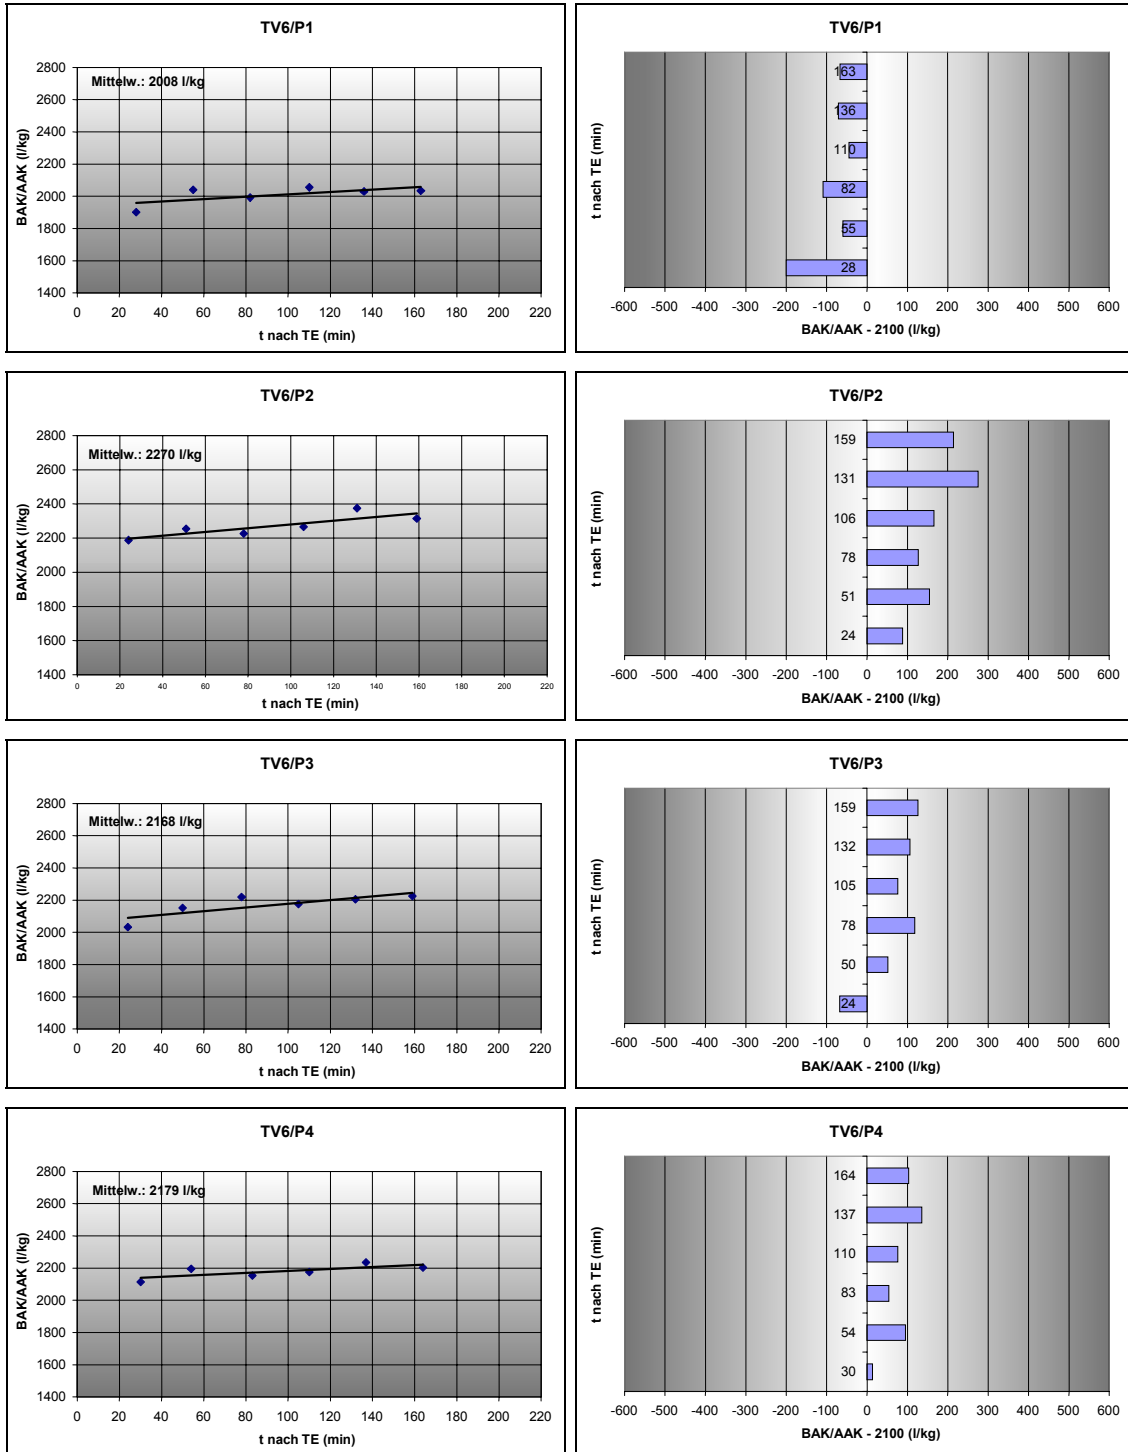 TV6/P1
Mittelw.: 2008 l/kg
BAK/AAK (l/kg)
2800
2600
2400
2200
2000
1800
1600
1400
0 20 40 60 80 100 120 140 160 180 200 220
t nach TE (min)
TV6/P1
t nach TE (min)
163
136
110
82
55
28
-600 -500 -400 -300 -200 -100 0 100 200 300 400 500 600
BAK/AAK - 2100 (l/kg)
TV6/P2
Mittelw.: 2270 l/kg
BAK/AAK (l/kg)
2800
2600
2400
2200
2000
1800
1600
1400
0 20 40 60 80 100 120 140 160 180 200 220
t nach TE (min)
TV6/P2
t nach TE (min)
159
131
106
78
51
24
-600 -500 -400 -300 -200 -100 0 100 200 300 400 500 600
BAK/AAK - 2100 (l/kg)
TV6/P3
Mittelw.: 2168 l/kg
BAK/AAK (l/kg)
2800
2600
2400
2200
2000
1800
1600
1400
0 20 40 60 80 100 120 140 160 180 200 220
t nach TE (min)
TV6/P3
t nach TE (min)
159
132
105
78
50
24
-600 -500 -400 -300 -200 -100 0 100 200 300 400 500 600
BAK/AAK - 2100 (l/kg)
TV6/P4
Mittelw.: 2179 l/kg
BAK/AAK (l/kg)
2800
2600
2400
2200
2000
1800
1600
1400
0 20 40 60 80 100 120 140 160 180 200 220
t nach TE (min)
TV6/P4
t nach TE (min)
164
137
110
83
54
30
-600 -500 -400 -300 -200 -100 0 100 200 300 400 500 600
BAK/AAK - 2100 (l/kg)